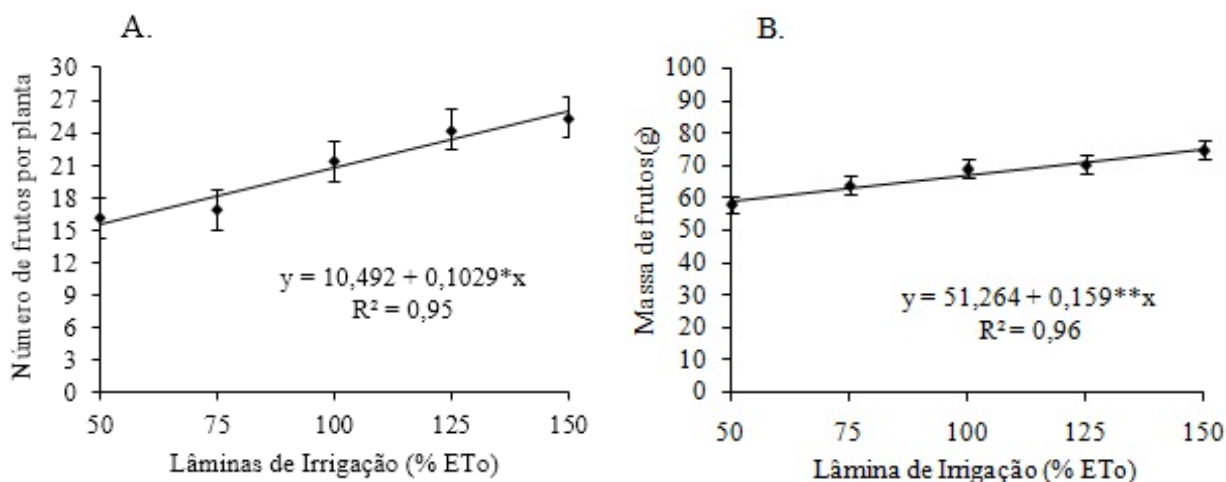 A.
Número de frutos por planta
30
27
24
21
18
15
12
9
6
3
0
y = 10,492 + 0,1029*x
R² = 0,95
50 75 100 125 150
Lâminas de Irrigação (% ETo)
B.
Massa de frutos(g)
100
90
80
70
60
50
40
30
20
10
0
y = 51,264 + 0,159**x
R² = 0,96
50 75 100 125 150
Lâmina de Irrigação (% ETo)